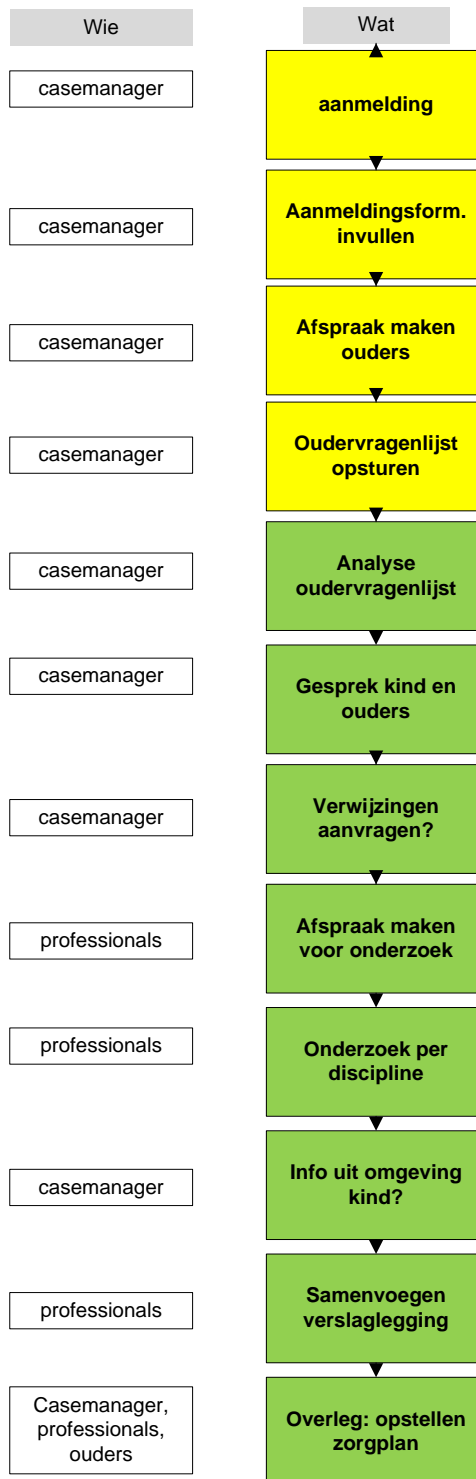 Wie
Wat
casemanager
aanmelding
casemanager
Aanmeldingsform.
invullen
casemanager
Afspraak maken
ouders
casemanager
Oudervragenlijst
opsturen
casemanager
Analyse
oudervragenlijst
casemanager
Gesprek kind en
ouders
casemanager
Verwijzingen
aanvragen?
professionals
Afspraak maken
voor onderzoek
professionals
Onderzoek per
discipline
casemanager
Info uit omgeving
kind?
professionals
Samenvoegen
verslaglegging
Casemanager,
professionals,
ouders
Overleg: opstellen
zorgplan